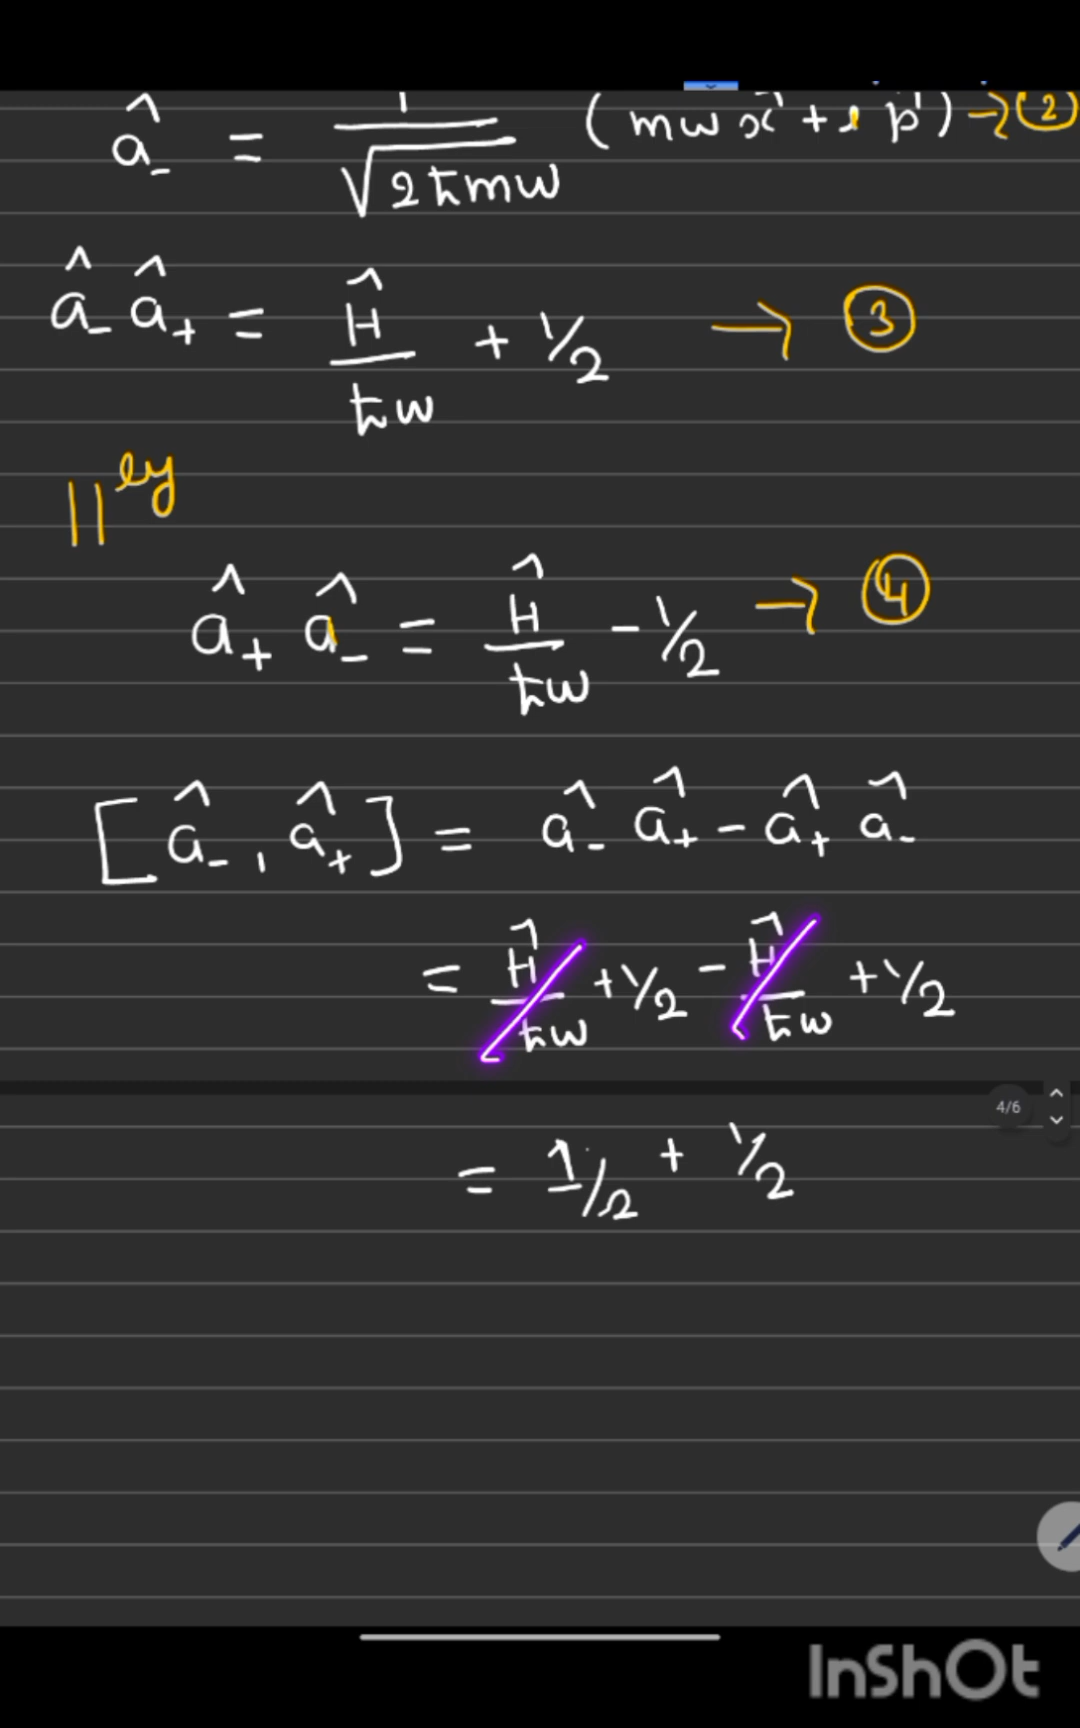 â₋ = 1/√2ħmω (mω x̂ + i p̂) → ②
â₋ â₊ = Ĥ/ħω + 1/2 → ③
||ly
â₊ â₋ = Ĥ/ħω - 1/2 → ④
[â₋, â₊] = â₋ â₊ - â₊ â₋
= Ĥ/ħω + 1/2 - Ĥ/ħω + 1/2
4/6
= 1/2 + 1/2
InShOt